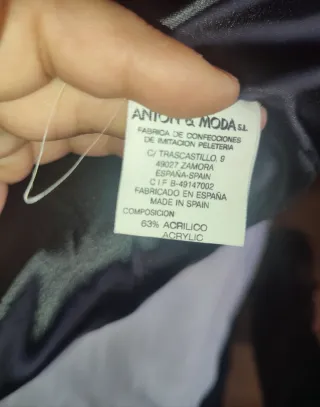 ANTON & MODA S.L.
FABRICA DE CONFECCIONES
DE IMITACION PELETERIA
C/ TRASCASTILLO, 9
49027 ZAMORA
ESPAÑA-SPAIN
C.I.F. B-49147002
FABRICADO EN ESPAÑA
MADE IN SPAIN
COMPOSICION
63% ACRILICO
ACRYLIC